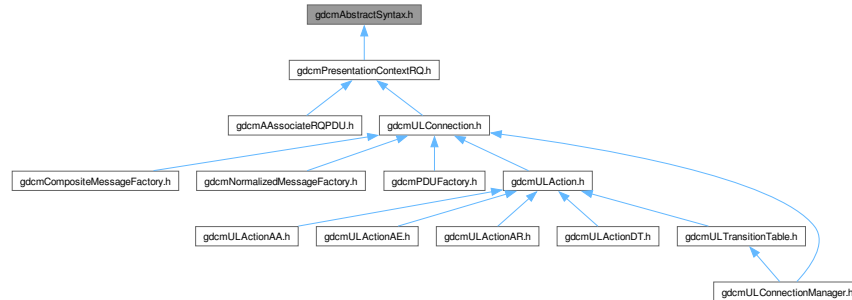 gdcmAbstractSyntax.h
gdcmPresentationContextRQ.h
gdcmAAssociateRQPDU.h
gdcmULConnection.h
gdcmCompositeMessageFactory.h
gdcmNormalizedMessageFactory.h
gdcmPDUFactory.h
gdcmULAction.h
gdcmULActionAA.h
gdcmULActionAE.h
gdcmULActionAR.h
gdcmULActionDT.h
gdcmULTransitionTable.h
gdcmULConnectionManager.h